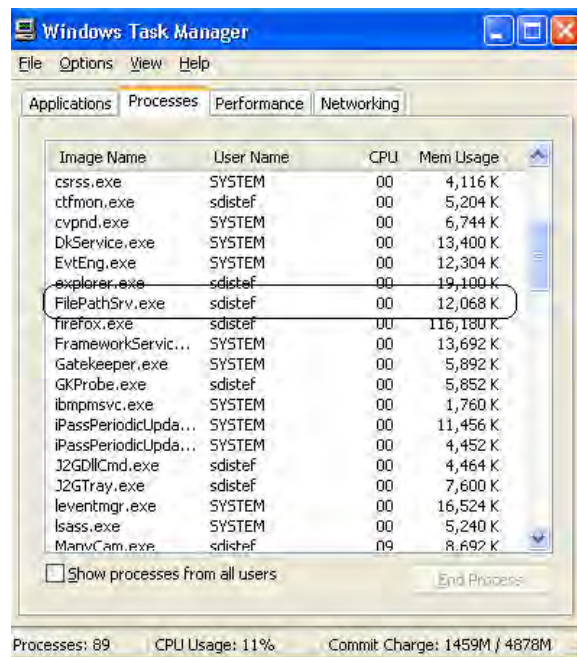 Windows Task Manager
File Options View Help
Applications Processes Performance Networking
Image Name User Name CPU Mem Usage
csrss.exe SYSTEM 00 4,116 K
ctfmon.exe sdistef 00 5,204 K
cvpnd.exe SYSTEM 00 6,744 K
DkService.exe SYSTEM 00 13,400 K
EvtEng.exe SYSTEM 00 12,304 K
explorer.exe sdistef 00 19,100 K
FilePathSrv.exe sdistef 00 12,068 K
firefox.exe sdistef 00 116,180 K
FrameworkServic... SYSTEM 00 13,692 K
Gatekeeper.exe SYSTEM 00 5,892 K
GKProbe.exe sdistef 00 5,852 K
ibmpmsvc.exe SYSTEM 00 1,760 K
iPassPeriodicUpda... SYSTEM 00 11,456 K
iPassPeriodicUpda... SYSTEM 00 4,452 K
J2GDllCmd.exe sdistef 00 4,464 K
J2GTray.exe sdistef 00 7,600 K
leventmgr.exe SYSTEM 00 16,524 K
lsass.exe SYSTEM 00 5,240 K
ManyCam.exe sdistef 09 8,692 K
Show processes from all users
End Process
Processes: 89 CPU Usage: 11% Commit Charge: 1459M / 4878M